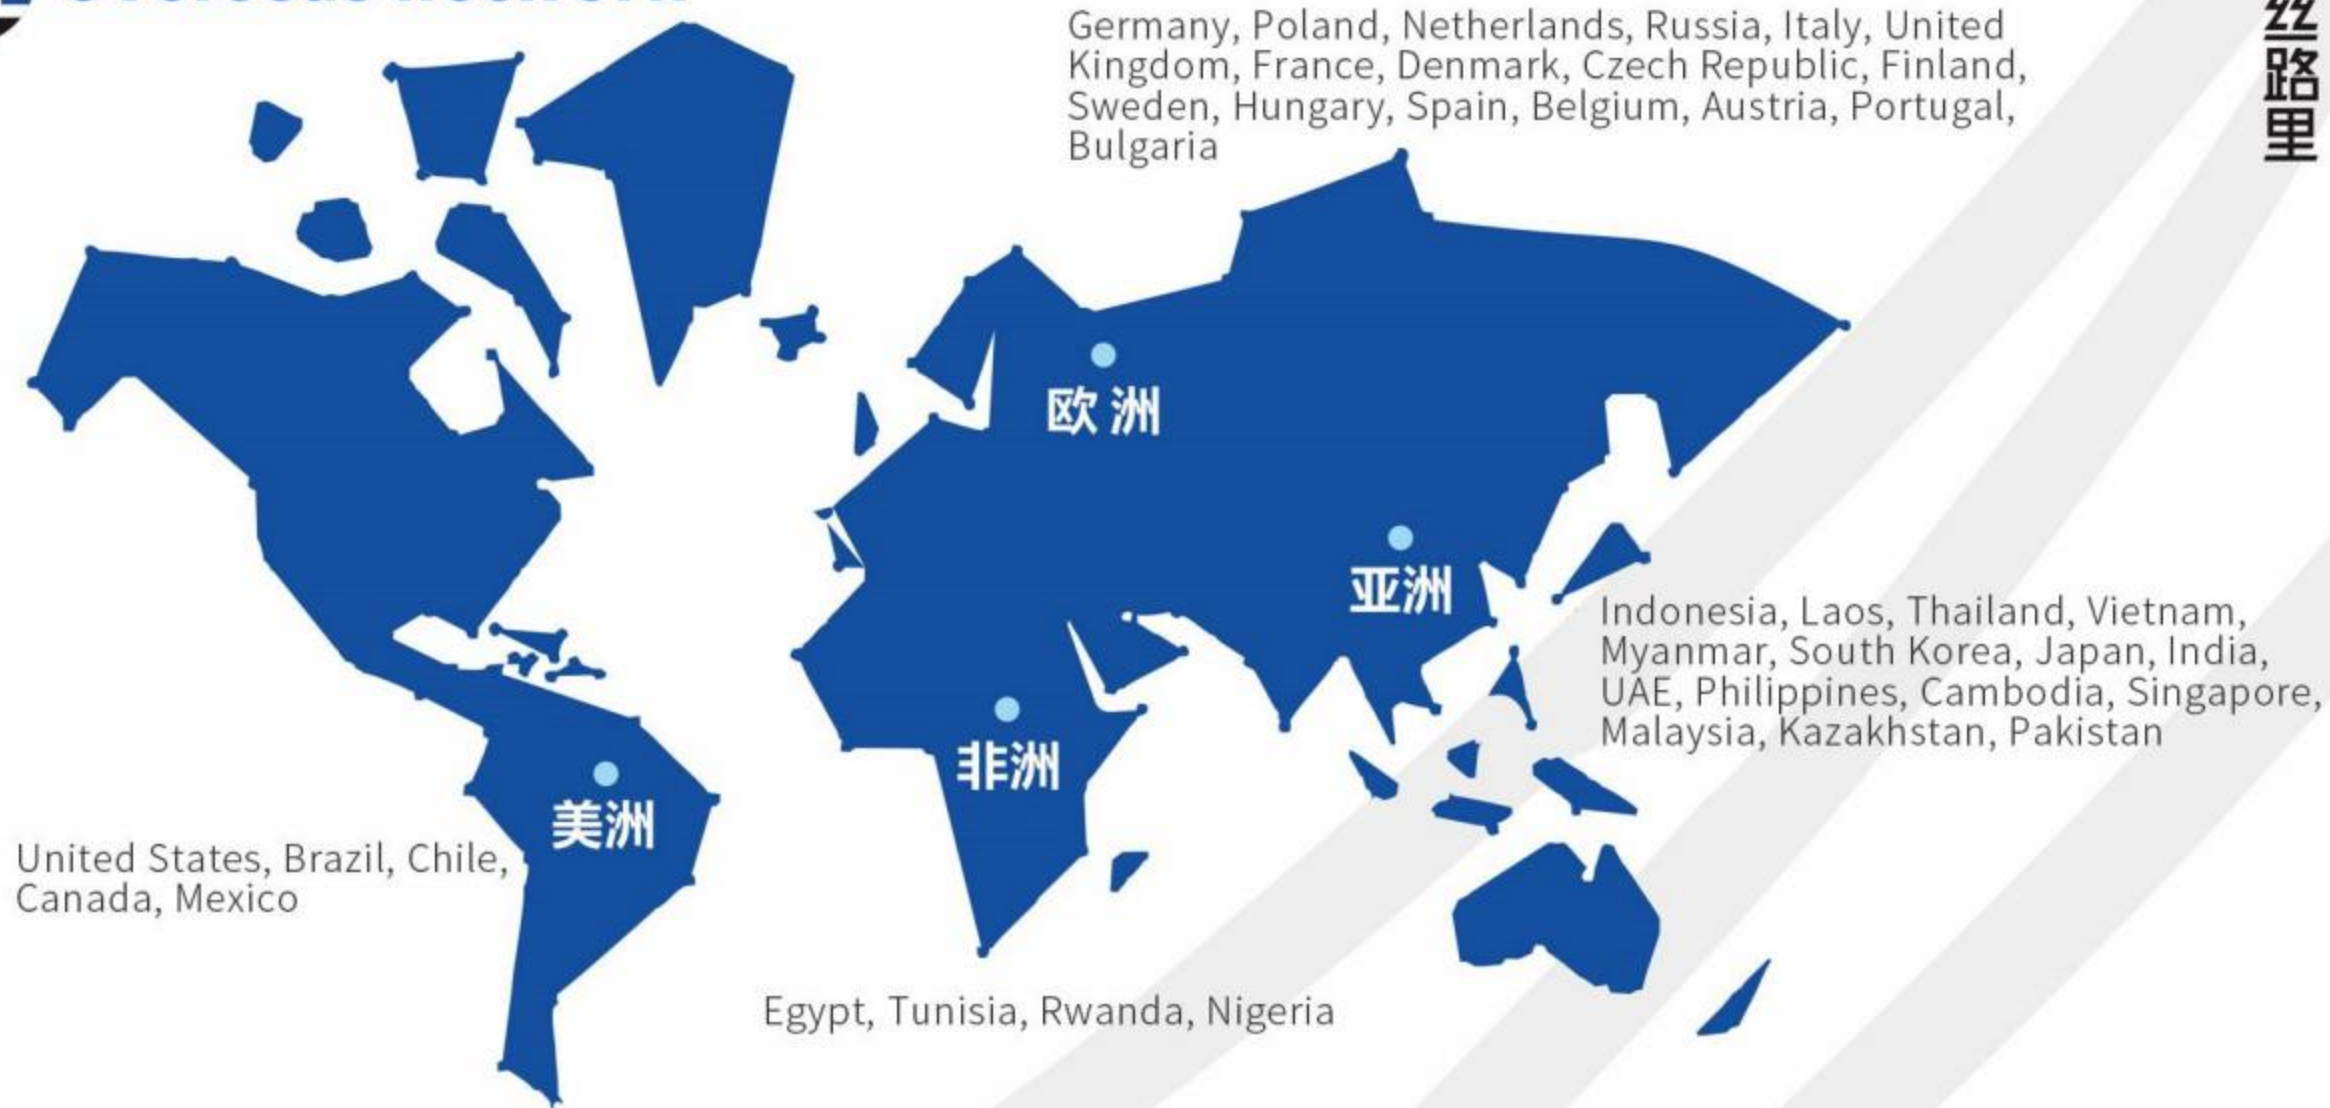 Germany, Poland, Netherlands, Russia, Italy, United
Kingdom, France, Denmark, Czech Republic, Finland,
Sweden, Hungary, Spain, Belgium, Austria, Portugal,
Bulgaria
丝路里
欧洲
亚洲
Indonesia, Laos, Thailand, Vietnam,
Myanmar, South Korea, Japan, India,
UAE, Philippines, Cambodia, Singapore,
Malaysia, Kazakhstan, Pakistan
非洲
美洲
United States, Brazil, Chile,
Canada, Mexico
Egypt, Tunisia, Rwanda, Nigeria